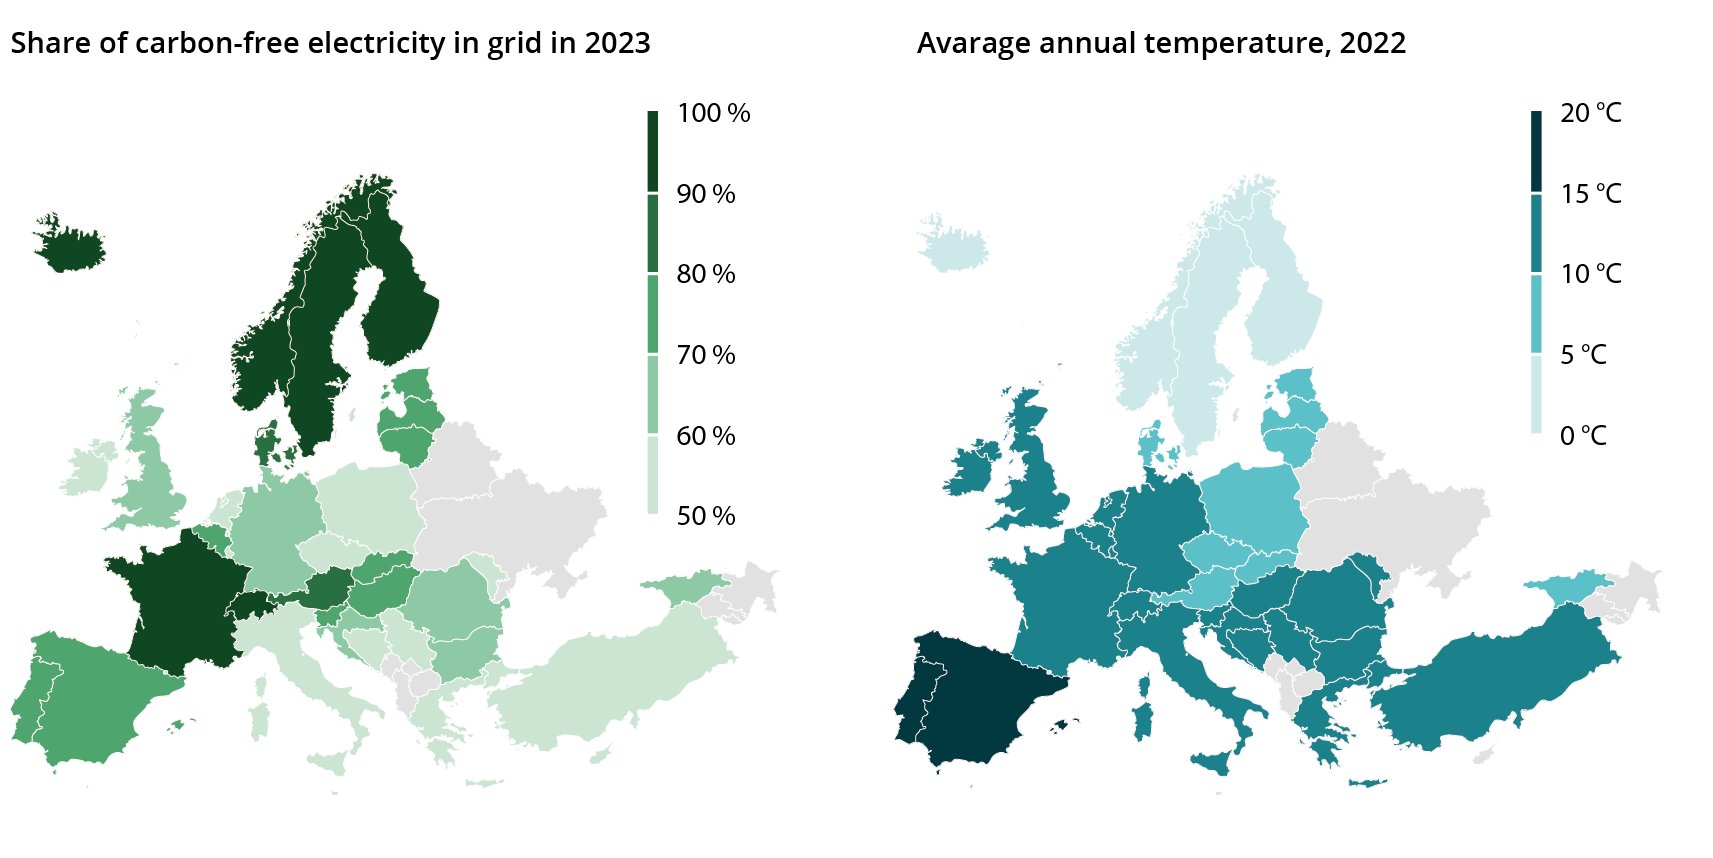 Share of carbon-free electricity in grid in 2023
100 %
90 %
80 %
70 %
60 %
50 %
Avarage annual temperature, 2022
20 °C
15 °C
10 °C
5 °C
0 °C